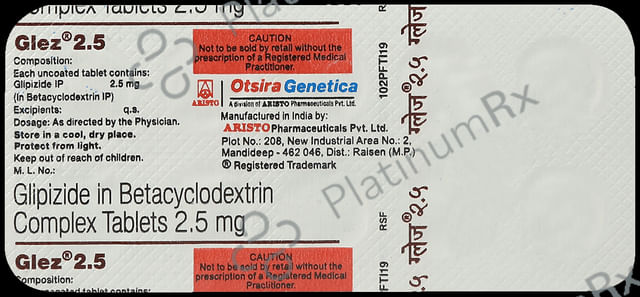 Complex Tablets 2.5 mg
Glez® 2.5
Composition:
Each uncoated tablet contains:
Glipizide IP 2.5 mg
(in Betacyclodextrin IP)
Excipients: q.s.
Dosage: As directed by the Physician.
Store in a cool, dry place.
Protect from light.
Keep out of reach of children.
M. L. No.:
CAUTION
Not to be sold by retail without the
prescription of a Registered Medical
Practitioner.
ARISTO
Otsira Genetica
A division of ARISTO Pharmaceuticals Pvt. Ltd.
Manufactured in India by:
ARISTO Pharmaceuticals Pvt. Ltd.
Plot No.: 208, New Industrial Area No.: 2,
Mandideep - 462 046, Dist.: Raisen (M.P.)
® Registered Trademark
Glipizide in Betacyclodextrin
Complex Tablets 2.5 mg
Glez® 2.5
Composition:
CAUTION
Not to be sold by retail without the
prescription of a Registered Medical
Practitioner.
102PFTI19
RSF
FTI19
ग्लेज़® २.५
ग्लेज़® २.५
PlatinumRx